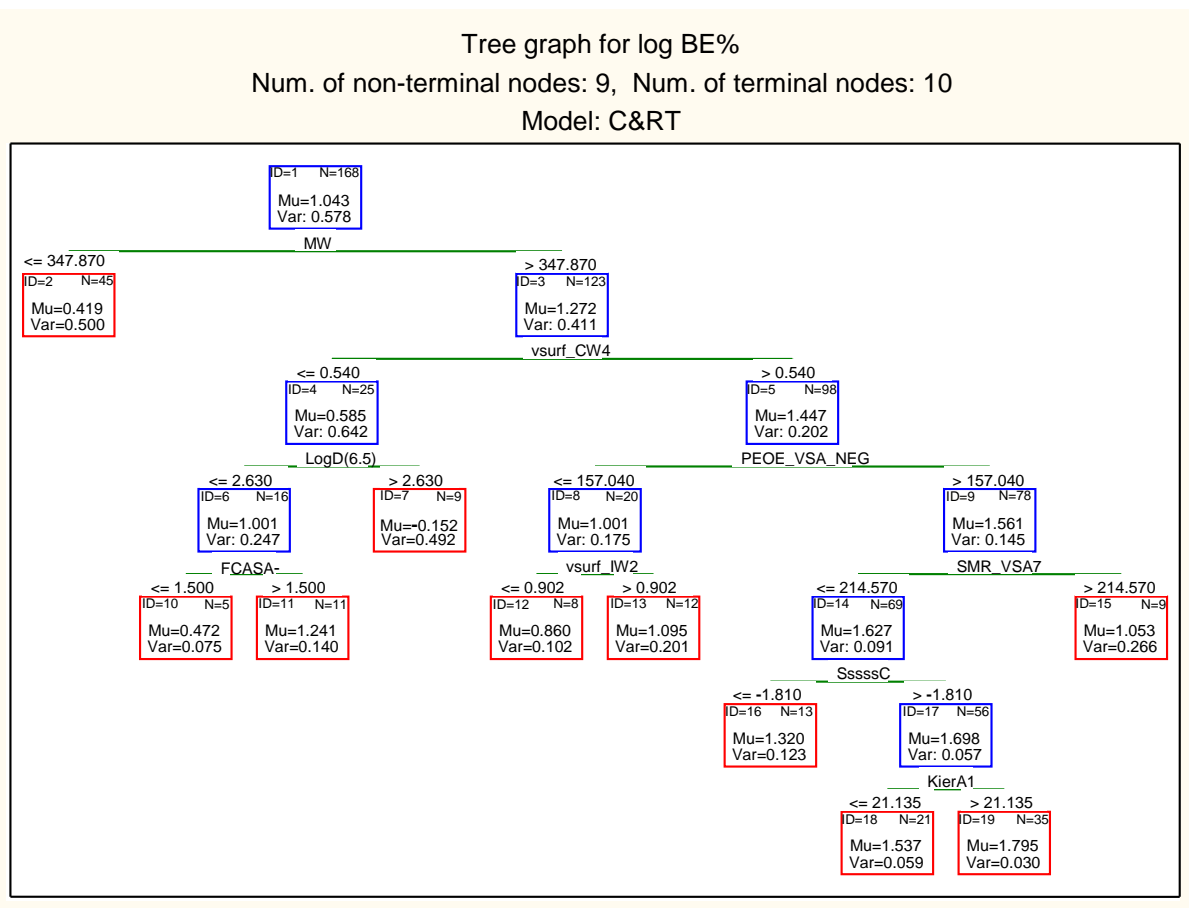 Tree graph for log BE%
Num. of non-terminal nodes: 9,  Num. of terminal nodes: 10
Model: C&RT
ID=1 N=168
Mu=1.043
Var: 0.578
MW
<= 347.870
> 347.870
ID=2 N=45
Mu=0.419
Var=0.500
ID=3 N=123
Mu=1.272
Var: 0.411
vsurf_CW4
<= 0.540
> 0.540
ID=4 N=25
Mu=0.585
Var: 0.642
ID=5 N=98
Mu=1.447
Var: 0.202
LogD(6.5)
PEOE_VSA_NEG
<= 2.630
> 2.630
<= 157.040
> 157.040
ID=6 N=16
Mu=1.001
Var: 0.247
ID=7 N=9
Mu=-0.152
Var=0.492
ID=8 N=20
Mu=1.001
Var: 0.175
ID=9 N=78
Mu=1.561
Var: 0.145
FCASA-
vsurf_IW2
SMR_VSA7
<= 1.500
> 1.500
<= 0.902
> 0.902
<= 214.570
> 214.570
ID=10 N=5
Mu=0.472
Var=0.075
ID=11 N=11
Mu=1.241
Var=0.140
ID=12 N=8
Mu=0.860
Var=0.102
ID=13 N=12
Mu=1.095
Var=0.201
ID=14 N=69
Mu=1.627
Var: 0.091
ID=15 N=9
Mu=1.053
Var=0.266
SssssC
<= -1.810
> -1.810
ID=16 N=13
Mu=1.320
Var=0.123
ID=17 N=56
Mu=1.698
Var: 0.057
KierA1
<= 21.135
> 21.135
ID=18 N=21
Mu=1.537
Var=0.059
ID=19 N=35
Mu=1.795
Var=0.030